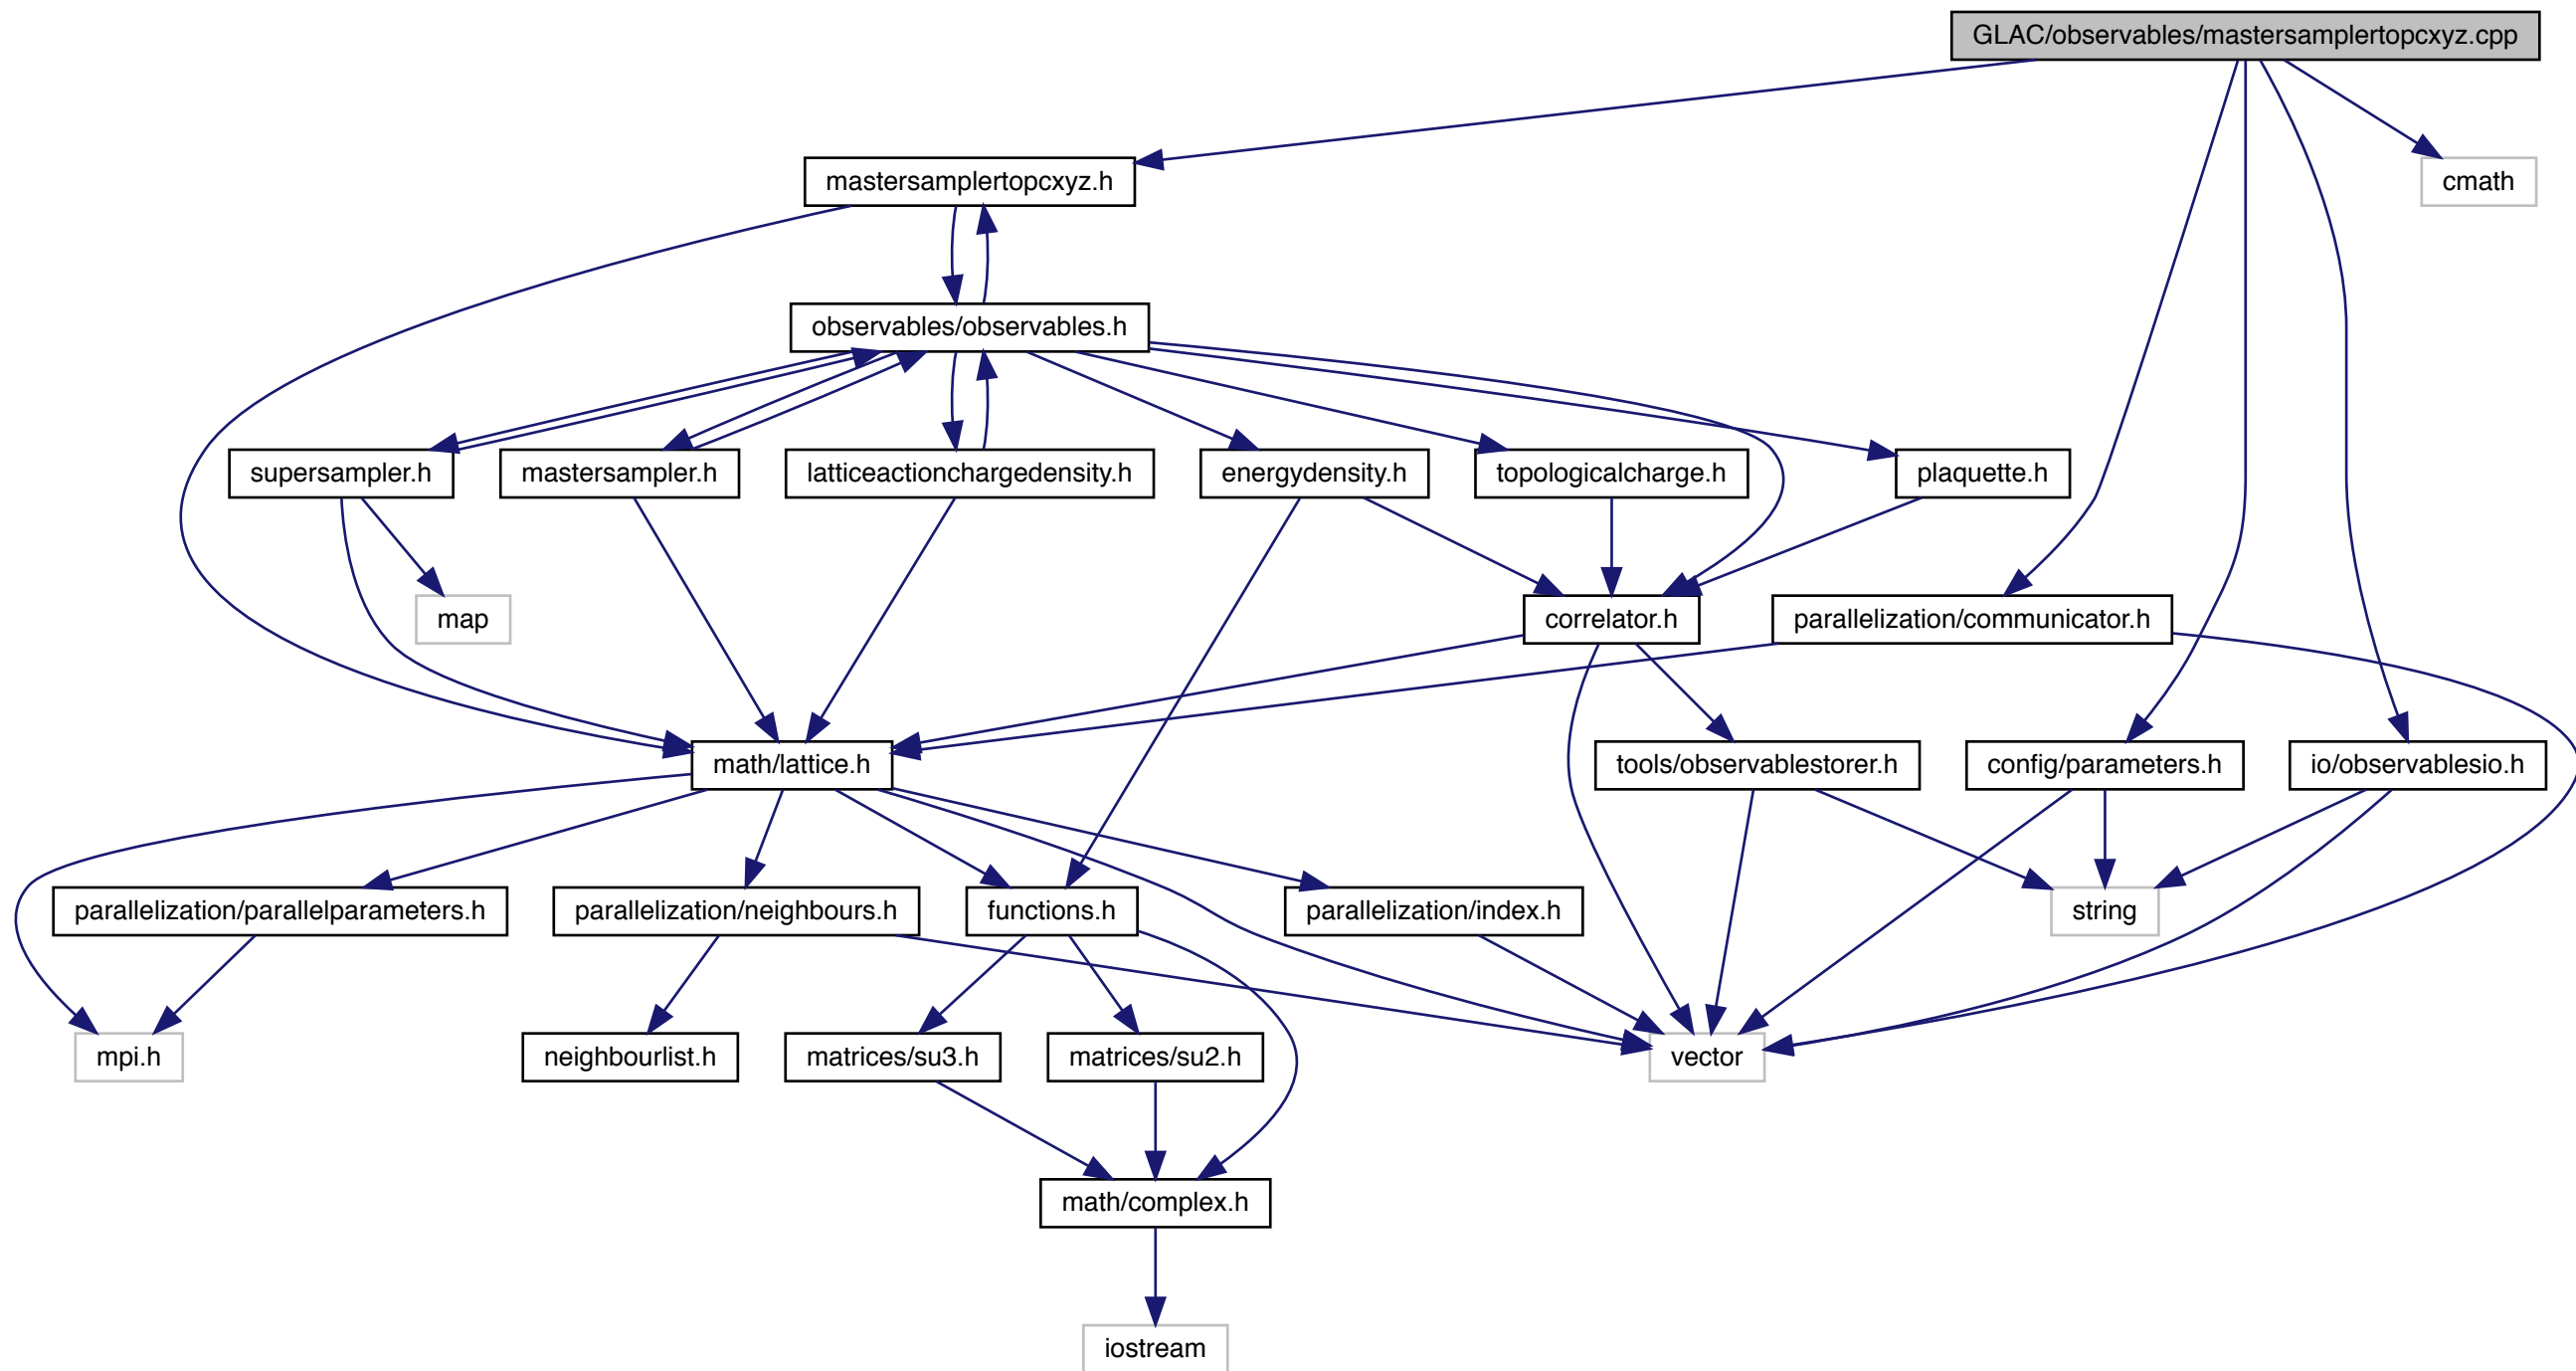 GLAC/observables/mastersamplertopcxyz.cpp
mastersamplertopcxyz.h
cmath
observables/observables.h
supersampler.h
mastersampler.h
latticeactionchargedensity.h
energydensity.h
topologicalcharge.h
plaquette.h
map
correlator.h
parallelization/communicator.h
math/lattice.h
tools/observablestorer.h
config/parameters.h
io/observablesio.h
parallelization/parallelparameters.h
parallelization/neighbours.h
functions.h
parallelization/index.h
string
mpi.h
neighbourlist.h
matrices/su3.h
matrices/su2.h
vector
math/complex.h
iostream